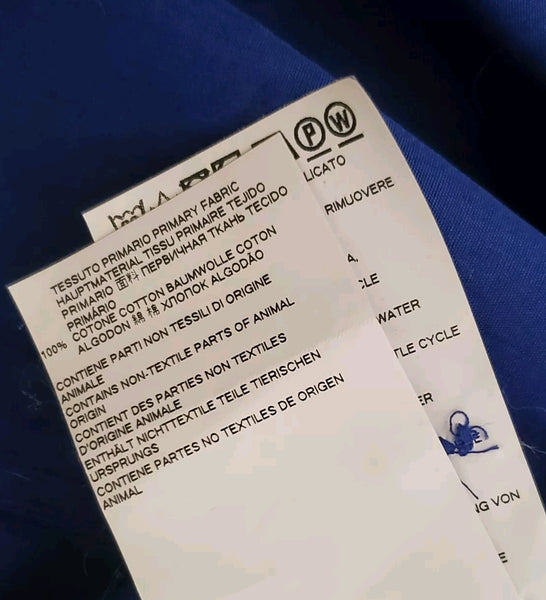 TESSUTO PRIMARIO PRIMARY FABRIC
HAUPTMATERIAL TISSU PRIMAIRE TEJIDO
PRIMARIO 面料 ПЕРВИЧНАЯ ТКАНЬ TECIDO
PRIMÁRIO
100% COTONE COTTON BAUMWOLLE COTON
ALGODON 綿 棉 ХЛОПОК ALGODÃO
CONTIENE PARTI NON TESSILI DI ORIGINE
ANIMALE
CONTAINS NON-TEXTILE PARTS OF ANIMAL
ORIGIN
CONTIENT DES PARTIES NON TEXTILES
D'ORIGINE ANIMALE
ENTHÄLT NICHTTEXTILE TEILE TIERISCHEN
URSPRUNGS
CONTIENE PARTES NO TEXTILES DE ORIGEN
ANIMAL
P W
LICATO
RIMUOVERE
A,
CLE
WATER
TLE CYCLE
ER
NG VON
E